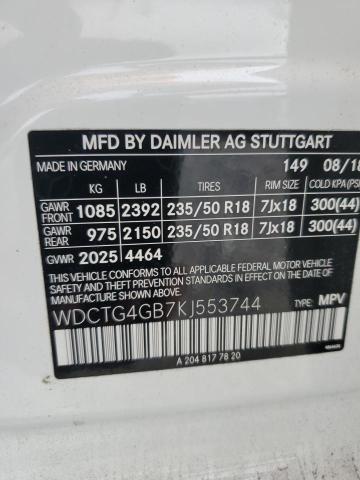 MFD BY DAIMLER AG STUTTGART
MADE IN GERMANY 149 08/18
KG LB TIRES RIM SIZE COLD KPA (PSI
GAWR FRONT 1085 2392 235/50 R18 7Jx18 300(44)
GAWR REAR 975 2150 235/50 R18 7Jx18 300(44)
GVWR 2025 4464
THIS VEHICLE CONFORMS TO ALL APPLICABLE FEDERAL MOTOR VEHICLE
SAFETY AND THEFT PREVENTION STANDARDS IN EFFECT ON THE DATE
OF MANUFACTURE SHOWN ABOVE.
WDCTG4GB7KJ553744 TYPE: MPV
A 204 817 78 20